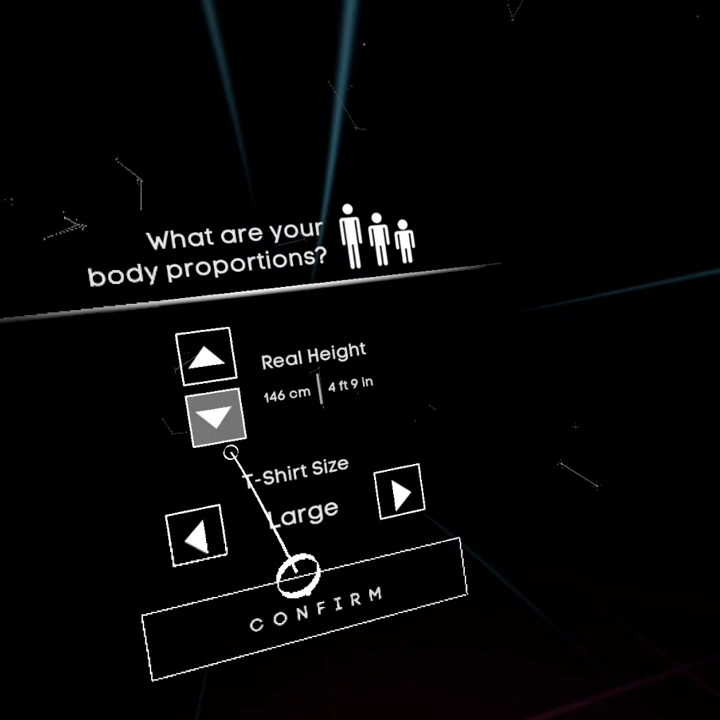 What are your
body proportions?
Real Height
146 cm | 4 ft 9 in
T-Shirt Size
Large
CONFIRM